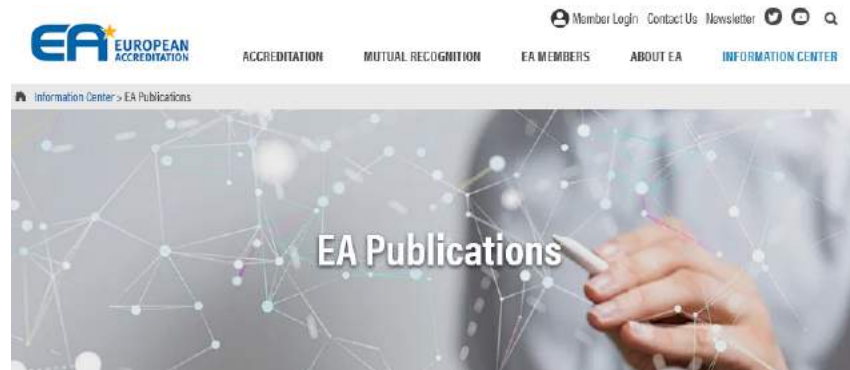 Member Login Contact Us Newsletter
EA EUROPEAN
ACCREDITATION
ACCREDITATION MUTUAL RECOGNITION EA MEMBERS ABOUT EA INFORMATION CENTER
Information Center > EA Publications
EA Publications